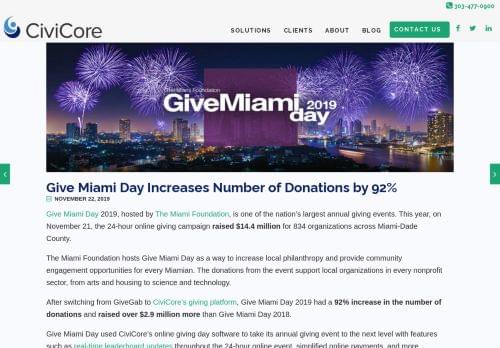 303-477-0900
CiviCore
SOLUTIONS CLIENTS ABOUT BLOG CONTACT US
The Miami Foundation
GiveMiami 2019
day
Give Miami Day Increases Number of Donations by 92%
NOVEMBER 22, 2019
Give Miami Day 2019, hosted by The Miami Foundation, is one of the nation's largest annual giving events. This year, on
November 21, the 24-hour online giving campaign raised $14.4 million for 834 organizations across Miami-Dade
County.
The Miami Foundation hosts Give Miami Day as a way to increase local philanthropy and provide community
engagement opportunities for every Miamian. The donations from the event support local organizations in every nonprofit
sector, from arts and housing to science and technology.
After switching from GiveGab to CiviCore's giving platform, Give Miami Day 2019 had a 92% increase in the number of
donations and raised over $2.9 million more than Give Miami Day 2018.
Give Miami Day used CiviCore's online giving day software to take its annual giving event to the next level with features
such as real-time leaderboard updates throughout the 24-hour online event, simplified online payments, and more